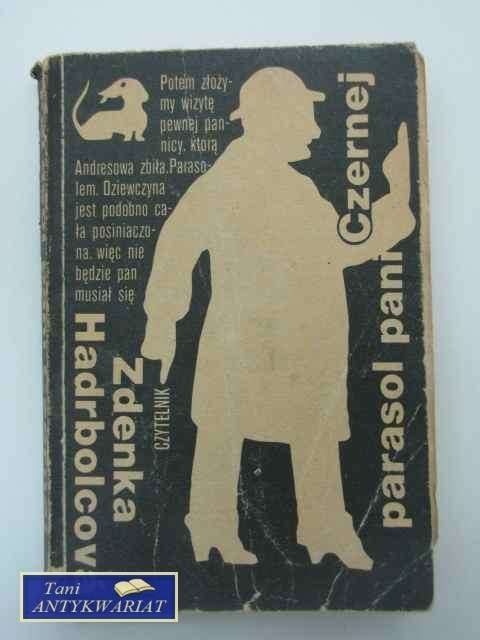 Potem złoży-
my wizytę
pewnej pan-
nicy, którą
Andresowa zbiła. Paraso-
lem. Dziewczyna
jest podobno ca-
ła posiniaczo-
na, więc nie
będzie pan
musiał się
Zdenka
Hadrbolcova
CZYTELNIK
parasol pani Czernej
Tani
ANTYKWARIAT